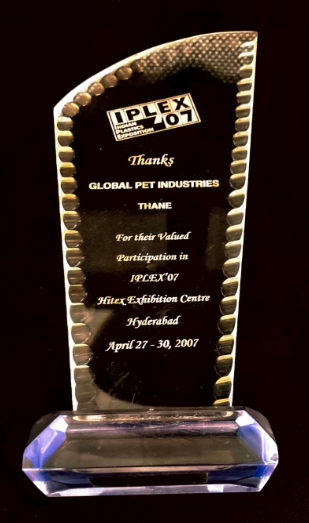 IPLEX
'07
INDIAN
PLASTICS
EXPOSITION
Thanks
GLOBAL PET INDUSTRIES
THANE
For their Valued
Participation in
IPLEX'07
Hitex Exhibition Centre
Hyderabad
April 27 - 30, 2007